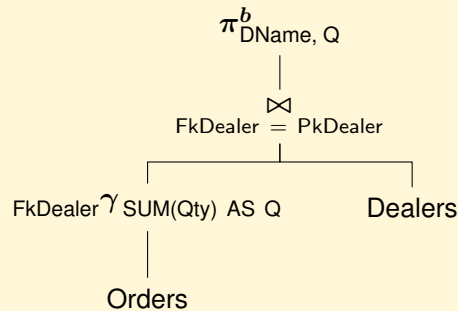 π^b DName, Q
⋈
FkDealer = PkDealer
FkDealer γ SUM(Qty) AS Q
Dealers
Orders